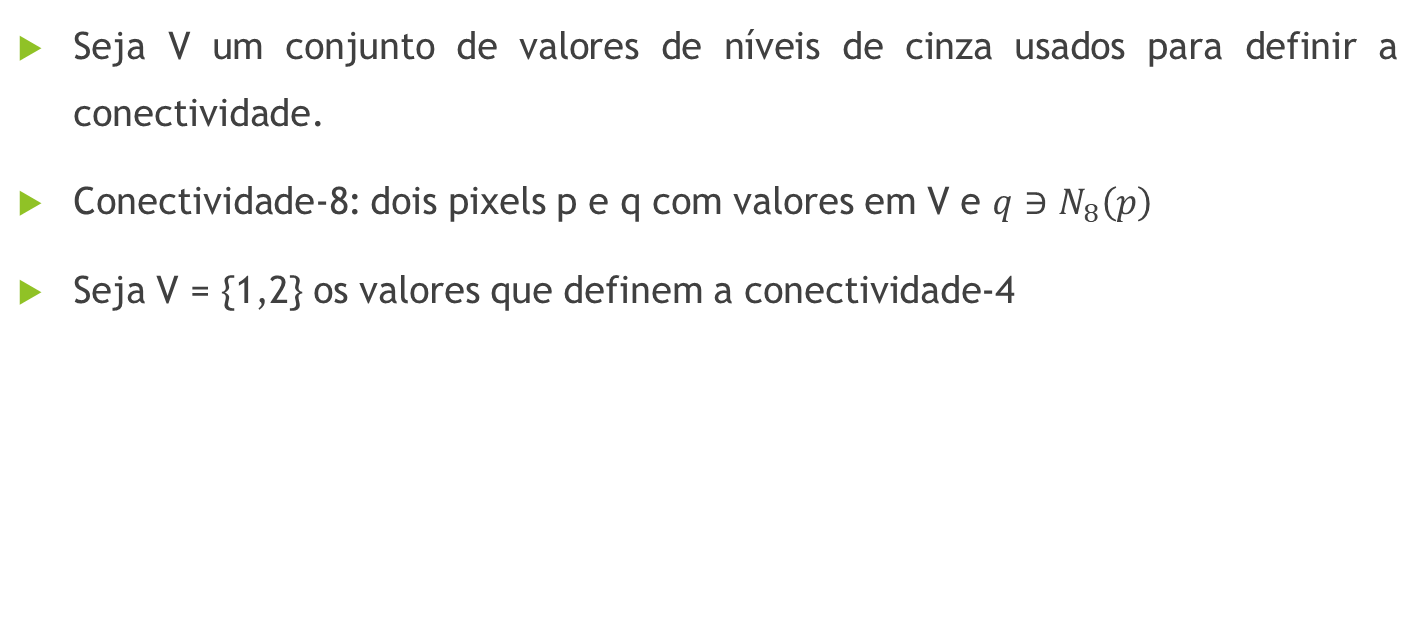 Seja V um conjunto de valores de níveis de cinza usados para definir a
conectividade.
Conectividade-8: dois pixels p e q com valores em V e q ∋ N₈(p)
Seja V = {1,2} os valores que definem a conectividade-4